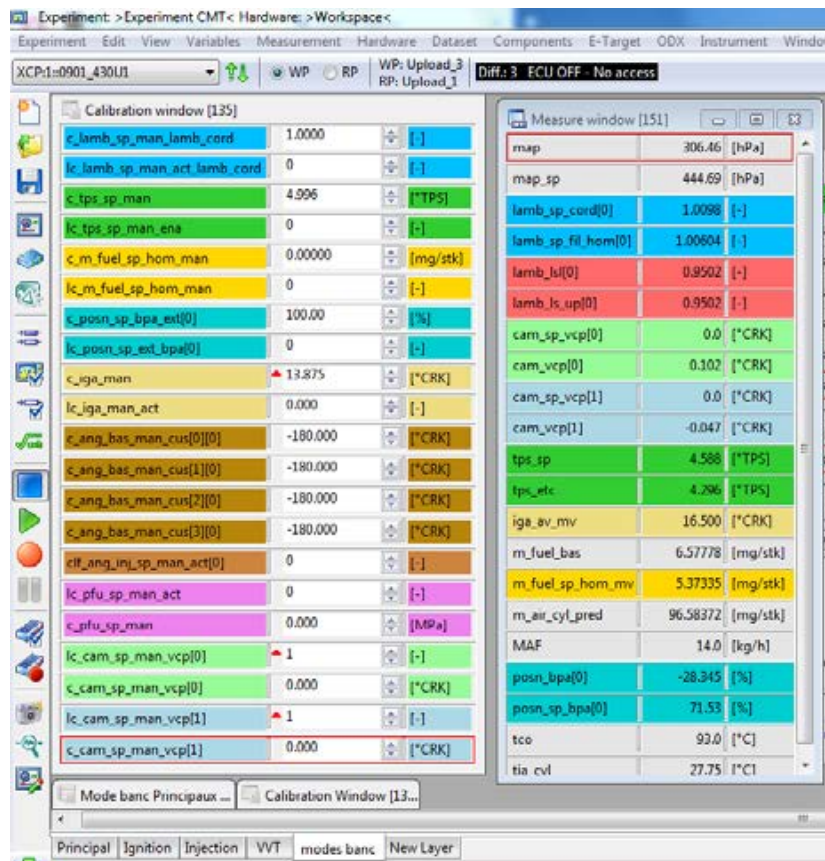 Experiment: >Experiment CMT< Hardware: >Workspace<
Experiment Edit View Variables Measurement Hardware Dataset Components E-Target ODX Instrument Window
XCP:1::0901_430U1 WP RP WP: Upload_3 Diff.: 3 ECU OFF - No access
RP: Upload_1
Calibration window [135]
c_lamb_sp_man_lamb_cord 1.0000 [-]
lc_lamb_sp_man_act_lamb_cord 0 [-]
c_tps_sp_man 4.996 [°TPS]
lc_tps_sp_man_ena 0 [-]
c_m_fuel_sp_hom_man 0.00000 [mg/stk]
lc_m_fuel_sp_hom_man 0 [-]
c_posn_sp_bpa_ext[0] 100.00 [%]
lc_posn_sp_ext_bpa[0] 0 [-]
c_iga_man 13.875 [°CRK]
lc_iga_man_act 0.000 [-]
c_ang_bas_man_cus[0][0] -180.000 [°CRK]
c_ang_bas_man_cus[1][0] -180.000 [°CRK]
c_ang_bas_man_cus[2][0] -180.000 [°CRK]
c_ang_bas_man_cus[3][0] -180.000 [°CRK]
clf_ang_inj_sp_man_act[0] 0 [-]
lc_pfu_sp_man_act 0 [-]
c_pfu_sp_man 0.000 [MPa]
lc_cam_sp_man_vcp[0] 1 [-]
c_cam_sp_man_vcp[0] 0.000 [°CRK]
lc_cam_sp_man_vcp[1] 1 [-]
c_cam_sp_man_vcp[1] 0.000 [°CRK]
Measure window [151]
map 306.46 [hPa]
map_sp 444.69 [hPa]
lamb_sp_cord[0] 1.0098 [-]
lamb_sp_fil_hom[0] 1.00604 [-]
lamb_lsl[0] 0.9502 [-]
lamb_ls_up[0] 0.9502 [-]
cam_sp_vcp[0] 0.0 [°CRK]
cam_vcp[0] 0.102 [°CRK]
cam_sp_vcp[1] 0.0 [°CRK]
cam_vcp[1] -0.047 [°CRK]
tps_sp 4.588 [°TPS]
tps_etc 4.296 [°TPS]
iga_av_mv 16.500 [°CRK]
m_fuel_bas 6.57778 [mg/stk]
m_fuel_sp_hom_mv 5.37335 [mg/stk]
m_air_cyl_pred 96.58372 [mg/stk]
MAF 14.0 [kg/h]
posn_bpa[0] -28.345 [%]
posn_sp_bpa[0] 71.53 [%]
tco 93.0 [°C]
tia_cyl 27.75 [°C]
Mode banc Principaux ... Calibration Window [13...
Principal Ignition Injection VVT modes banc New Layer